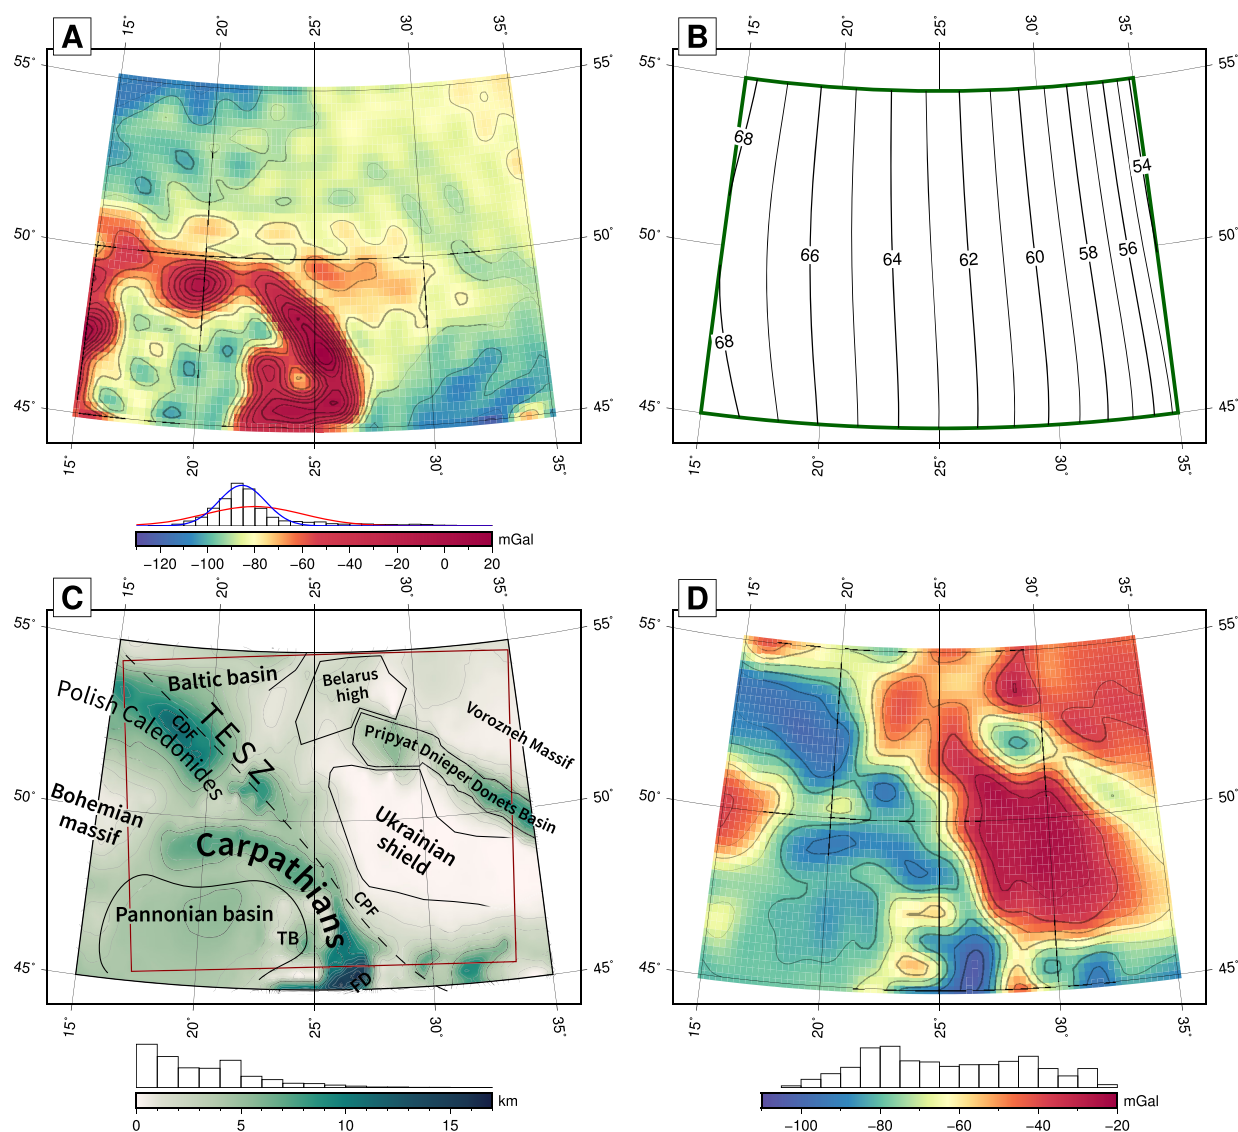 A
15°
20°
25°
30°
35°
55°
55°
50°
50°
45°
45°
15°
20°
25°
30°
35°
mGal
−120 −100 −80 −60 −40 −20 0 20
B
15°
20°
25°
30°
35°
55°
55°
50°
50°
45°
45°
68
54
66 64 62 60 58 56
68
15°
20°
25°
30°
35°
C
15°
20°
25°
30°
35°
55°
55°
50°
50°
45°
45°
Baltic basin
Belarus
high
Polish Caledonides
CDF
TESZ
Vorozneh Massif
Pripyat Dnieper Donets Basin
Bohemian
massif
Ukrainian
shield
Carpathians
CPF
Pannonian basin
TB
FD
15°
20°
25°
30°
35°
km
0 5 10 15
D
15°
20°
25°
30°
35°
55°
55°
50°
50°
45°
45°
15°
20°
25°
30°
35°
mGal
−100 −80 −60 −40 −20